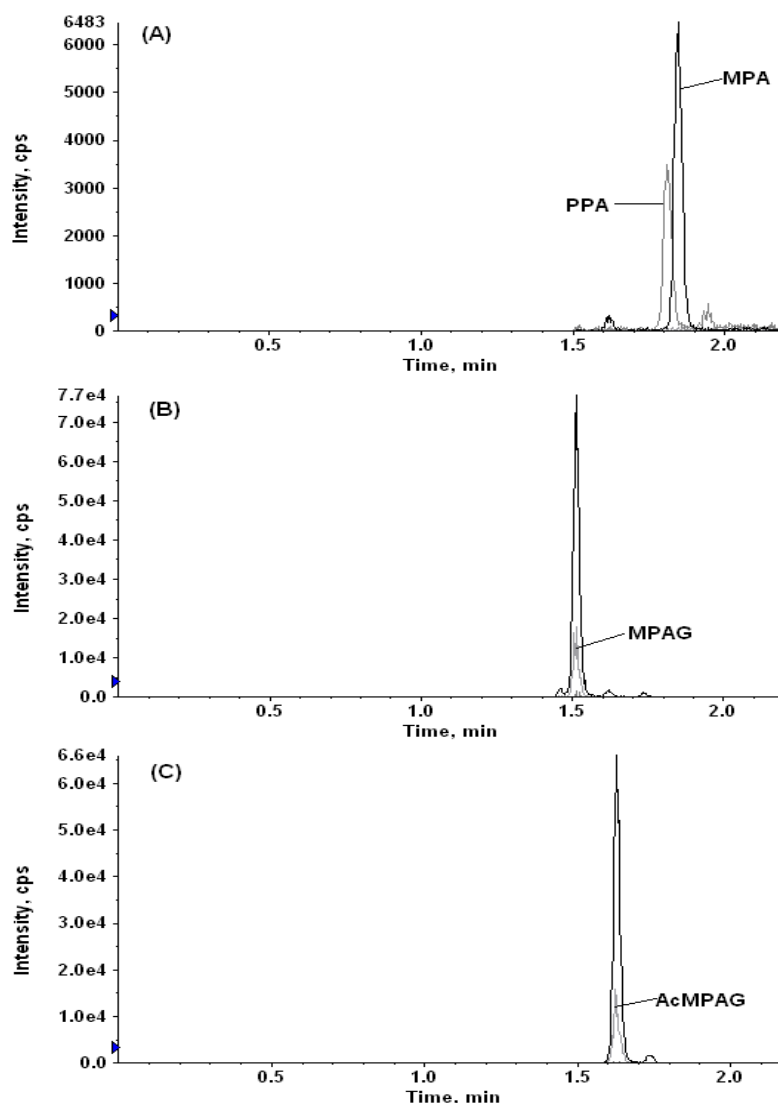 (A)
6483
6000
5000
4000
3000
2000
1000
0
Intensity, cps
MPA
PPA
0.5 1.0 1.5 2.0
Time, min
(B)
7.7e4
7.0e4
6.0e4
5.0e4
4.0e4
3.0e4
2.0e4
1.0e4
0.0
Intensity, cps
MPAG
0.5 1.0 1.5 2.0
Time, min
(C)
6.6e4
6.0e4
5.0e4
4.0e4
3.0e4
2.0e4
1.0e4
0.0
Intensity, cps
AcMPAG
0.5 1.0 1.5 2.0
Time, min